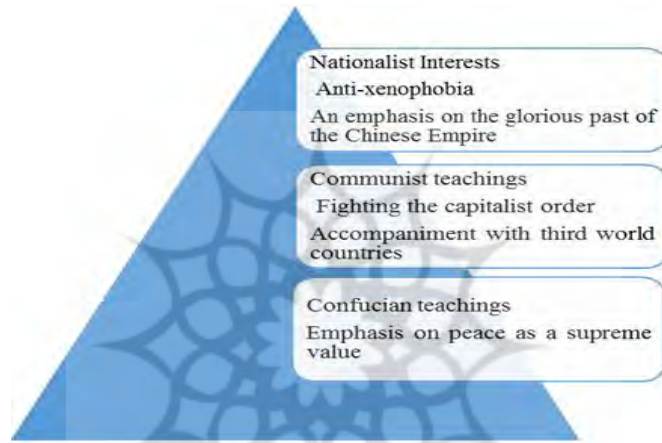 Nationalist Interests
Anti-xenophobia
An emphasis on the glorious past of
the Chinese Empire
Communist teachings
Fighting the capitalist order
Accompaniment with third world
countries
Confucian teachings
Emphasis on peace as a supreme
value